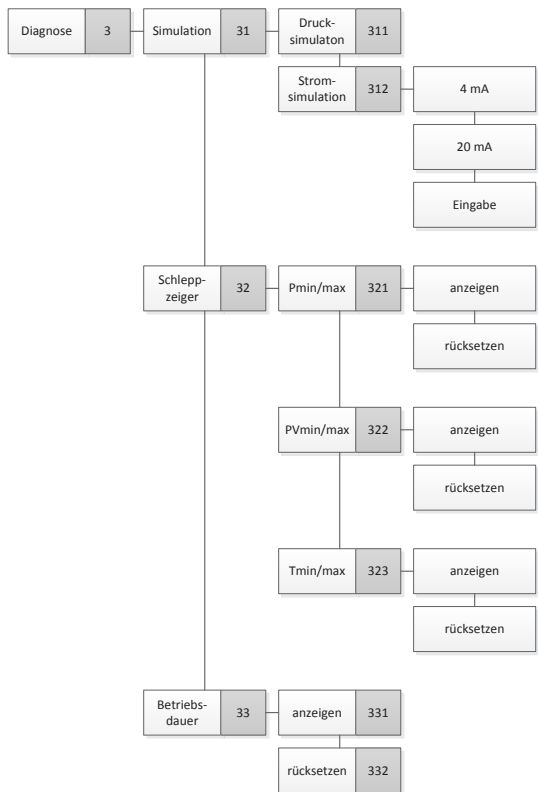 Diagnose 3 Simulation 31 Druck-
simulaton 311
Strom-
simulation 312 4 mA
20 mA
Eingabe
Schlepp-
zeiger 32 Pmin/max 321 anzeigen
rücksetzen
PVmin/max 322 anzeigen
rücksetzen
Tmin/max 323 anzeigen
rücksetzen
Betriebs-
dauer 33 anzeigen 331
rücksetzen 332